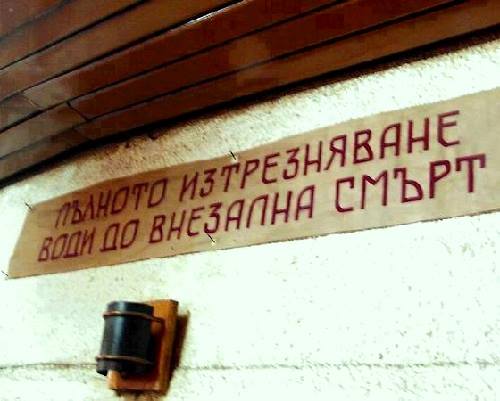 ПЪЛНОТО ИЗТРЕЗНЯВАНЕ
ВОДИ ДО ВНЕЗАПНА СМЪРТ